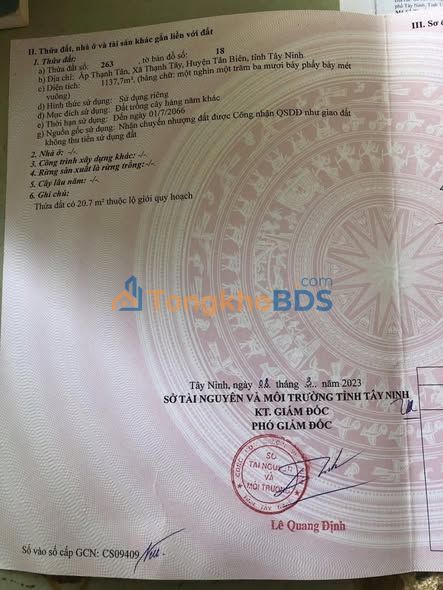 II. Thửa đất, nhà ở và tài sản khác gắn liền với đất
III. Sơ
1. Thửa đất:
a) Thửa đất số: 263 tờ bản đồ số: 18
b) Địa chỉ: Ấp Thạnh Tân, Xã Thạnh Tây, Huyện Tân Biên, tỉnh Tây Ninh
c) Diện tích: 1137,7m², (bằng chữ: một nghìn một trăm ba mươi bảy phẩy bảy mét
vuông)
d) Hình thức sử dụng: Sử dụng riêng
đ) Mục đích sử dụng: Đất trồng cây hàng năm khác
e) Thời hạn sử dụng: Đến ngày 01/7/2066
g) Nguồn gốc sử dụng: Nhận chuyển nhượng đất được Công nhận QSDĐ như giao đất
không thu tiền sử dụng đất
2. Nhà ở: -/-
3. Công trình xây dựng khác: -/-
4. Rừng sản xuất là rừng trồng:-/-
5. Cây lâu năm: -/-
6. Ghi chú:
Thửa đất có 20.7 m² thuộc lộ giới quy hoạch
TongkhoBDS.com
Tây Ninh, ngày tháng năm 2023
SỞ TÀI NGUYÊN VÀ MÔI TRƯỜNG TỈNH TÂY NINH
KT. GIÁM ĐỐC
PHÓ GIÁM ĐỐC
SỞ
TÀI NGUYÊN
VÀ
MÔI TRƯỜNG
Lê Quang Định
Số vào sổ cấp GCN: CS09409